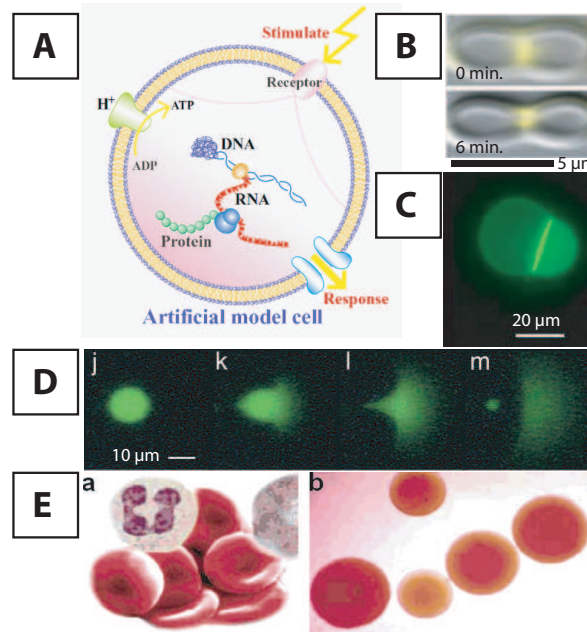 A
Stimulate
Receptor
H+
ATP
ADP
DNA
RNA
Protein
Response
Artificial model cell
B
0 min.
6 min.
5 µm
C
20 µm
D
j
k
l
m
10 µm
E
a
b